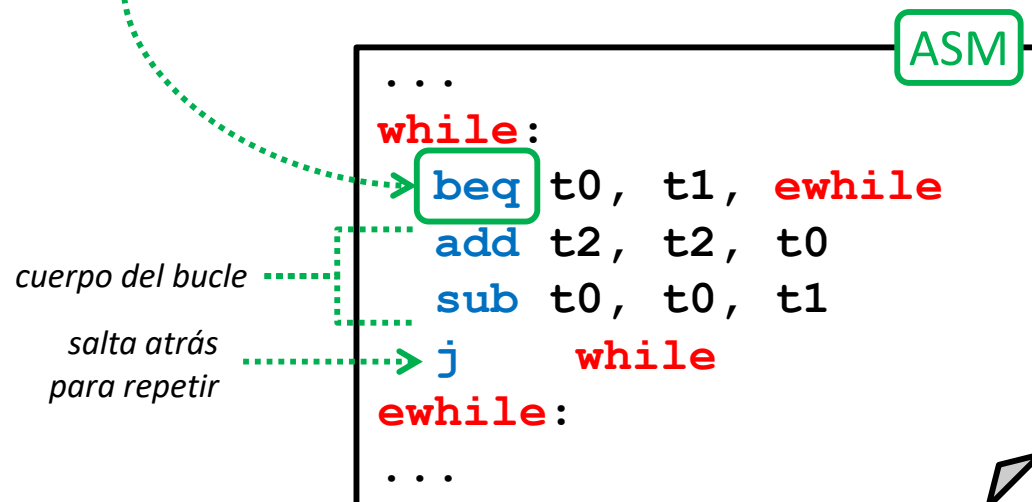 ASM
...
while:
beq t0, t1, ewhile
add t2, t2, t0
cuerpo del bucle
sub t0, t0, t1
salta atrás
para repetir
j while
ewhile:
...